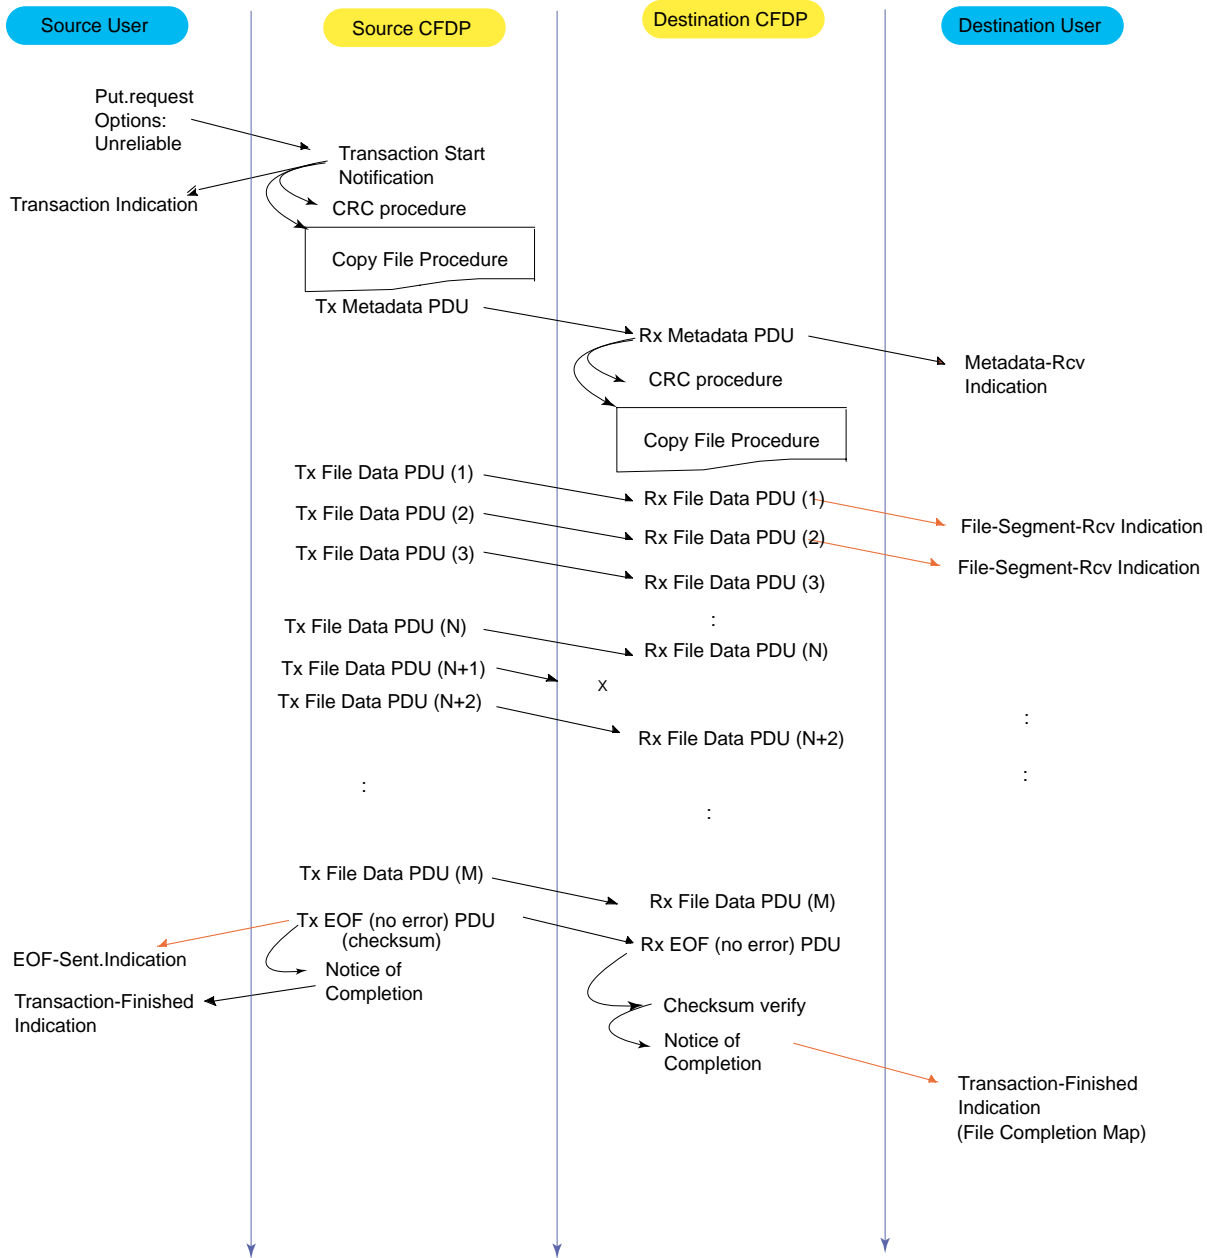 Source User
Source CFDP
Destination CFDP
Destination User
Put.request
Options:
Unreliable
Transaction Start
Notification
Transaction Indication
CRC procedure
Copy File Procedure
Tx Metadata PDU
Rx Metadata PDU
Metadata-Rcv
Indication
CRC procedure
Copy File Procedure
Tx File Data PDU (1)
Rx File Data PDU (1)
File-Segment-Rcv Indication
Tx File Data PDU (2)
Rx File Data PDU (2)
File-Segment-Rcv Indication
Tx File Data PDU (3)
Rx File Data PDU (3)
:
Tx File Data PDU (N)
Rx File Data PDU (N)
Tx File Data PDU (N+1)
X
Tx File Data PDU (N+2)
Rx File Data PDU (N+2)
:
:
:
:
Tx File Data PDU (M)
Rx File Data PDU (M)
Tx EOF (no error) PDU
(checksum)
Rx EOF (no error) PDU
EOF-Sent.Indication
Notice of
Completion
Transaction-Finished
Indication
Checksum verify
Notice of
Completion
Transaction-Finished
Indication
(File Completion Map)